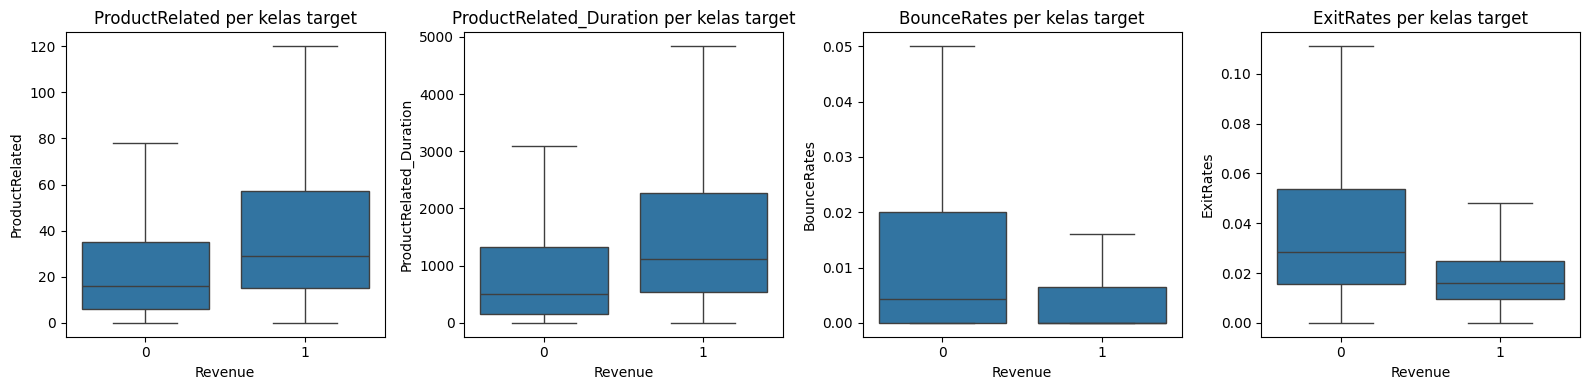 ProductRelated per kelas target
ProductRelated
120
100
80
60
40
20
0
0 1
Revenue
ProductRelated_Duration per kelas target
ProductRelated_Duration
5000
4000
3000
2000
1000
0
0 1
Revenue
BounceRates per kelas target
BounceRates
0.05
0.04
0.03
0.02
0.01
0.00
0 1
Revenue
ExitRates per kelas target
ExitRates
0.10
0.08
0.06
0.04
0.02
0.00
0 1
Revenue